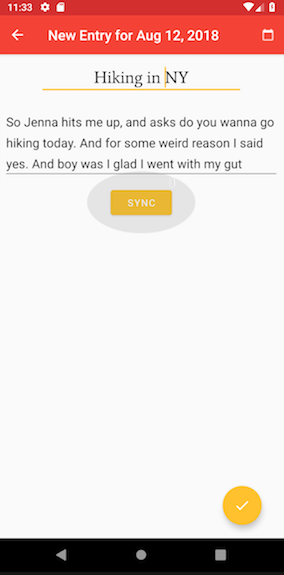 11:33
New Entry for Aug 12, 2018
Hiking in NY
So Jenna hits me up, and asks do you wanna go
hiking today. And for some weird reason I said
yes. And boy was I glad I went with my gut
SYNC